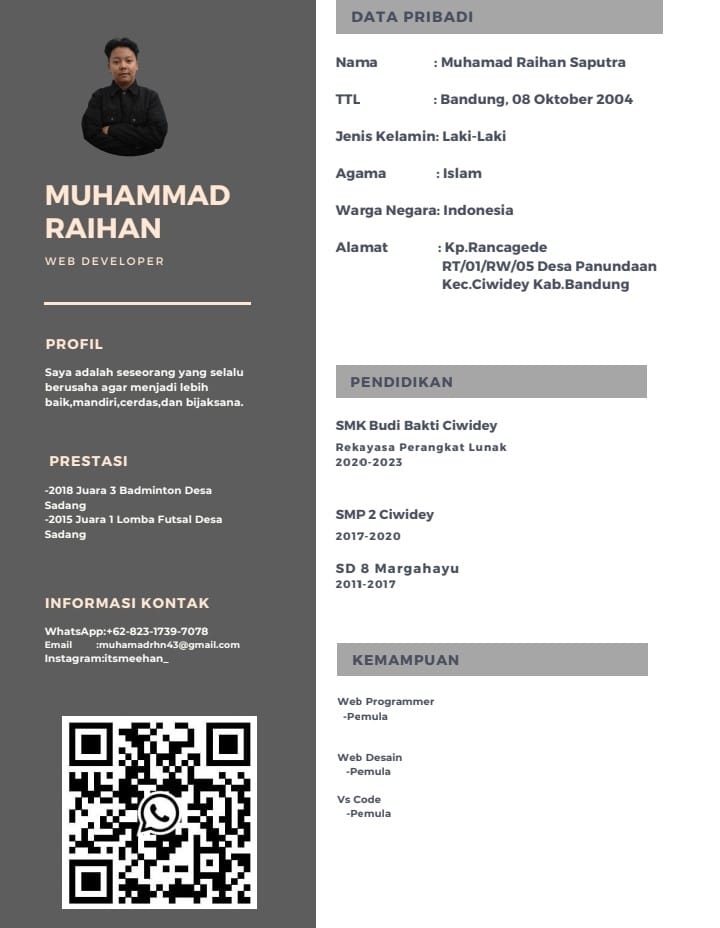 MUHAMMAD
RAIHAN
WEB DEVELOPER
PROFIL
Saya adalah seseorang yang selalu
berusaha agar menjadi lebih
baik,mandiri,cerdas,dan bijaksana.
PRESTASI
-2018 Juara 3 Badminton Desa
Sadang
-2015 Juara 1 Lomba Futsal Desa
Sadang
INFORMASI KONTAK
WhatsApp:+62-823-1739-7078
Email :muhamadrhn43@gmail.com
Instagram:itsmeehan_
DATA PRIBADI
Nama : Muhamad Raihan Saputra
TTL : Bandung, 08 Oktober 2004
Jenis Kelamin: Laki-Laki
Agama : Islam
Warga Negara: Indonesia
Alamat : Kp.Rancagede
RT/01/RW/05 Desa Panundaan
Kec.Ciwidey Kab.Bandung
PENDIDIKAN
SMK Budi Bakti Ciwidey
Rekayasa Perangkat Lunak
2020-2023
SMP 2 Ciwidey
2017-2020
SD 8 Margahayu
2011-2017
KEMAMPUAN
Web Programmer
-Pemula
Web Desain
-Pemula
Vs Code
-Pemula